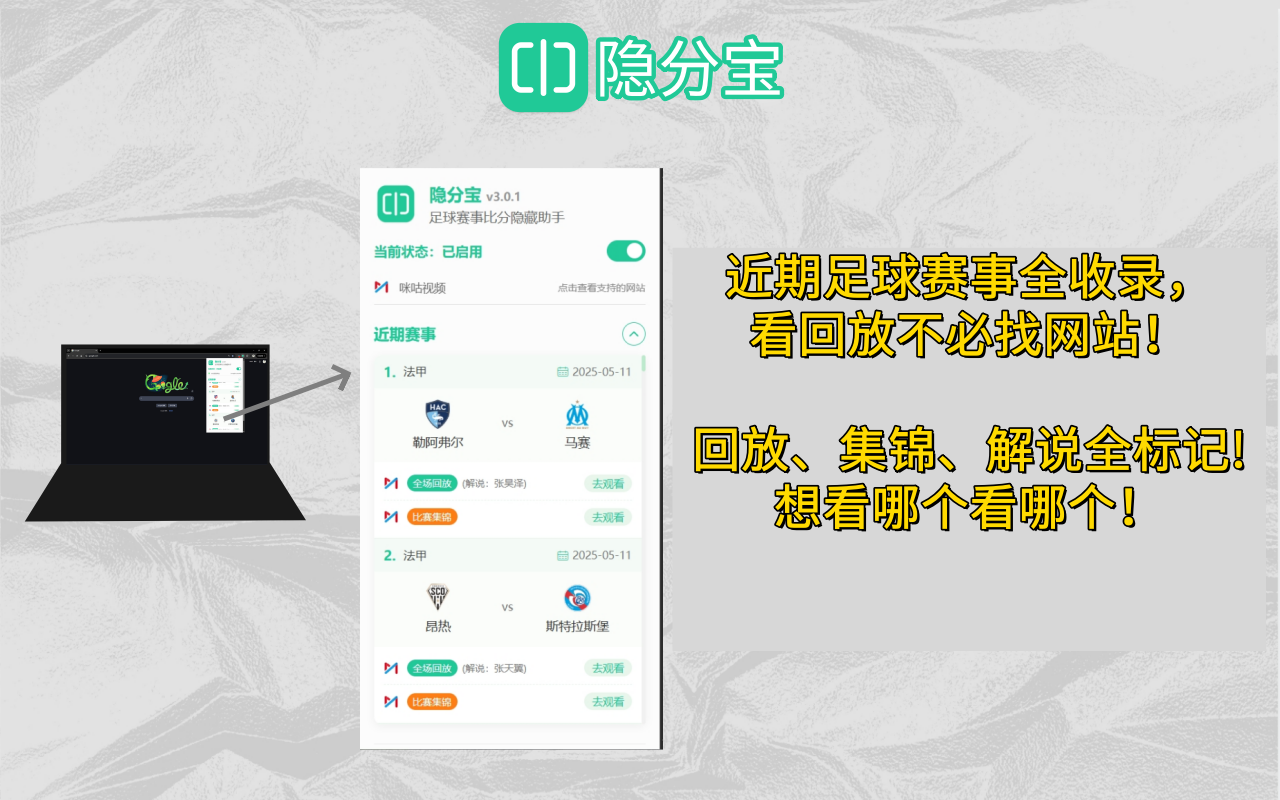 隐分宝
隐分宝 v3.0.1
足球赛事比分隐藏助手
当前状态：已启用
咪咕视频 点击查看支持的网站
近期赛事
1. 法甲 2025-05-11
HAC
勒阿弗尔 vs 马赛
全场回放 (解说：张昊泽) 去观看
比赛集锦 去观看
2. 法甲 2025-05-11
SCO
昂热 vs 斯特拉斯堡
全场回放 (解说：张天翼) 去观看
比赛集锦 去观看
近期足球赛事全收录，
看回放不必找网站！
回放、集锦、解说全标记!
想看哪个看哪个！
Google